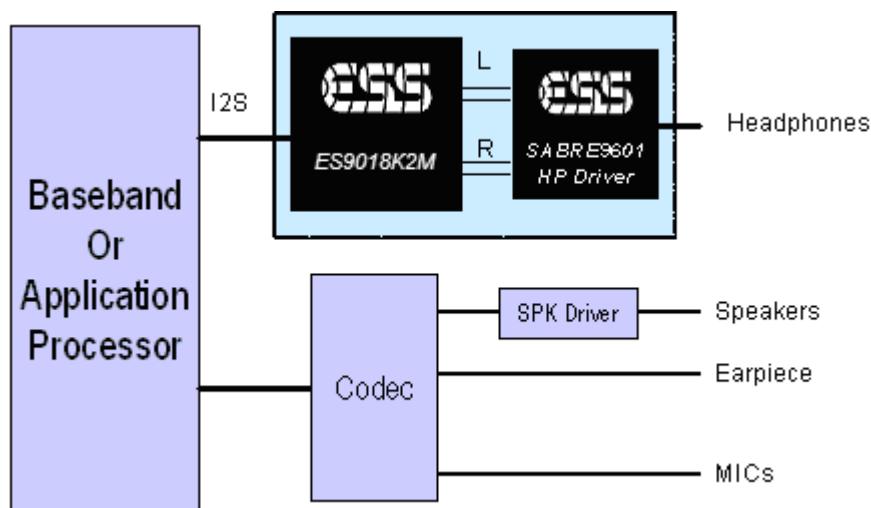 Baseband
Or
Application
Processor
I2S
ESS
ES9018K2M
L
R
ESS
SABRE9601
HP Driver
Headphones
Codec
SPK Driver
Speakers
Earpiece
MICs